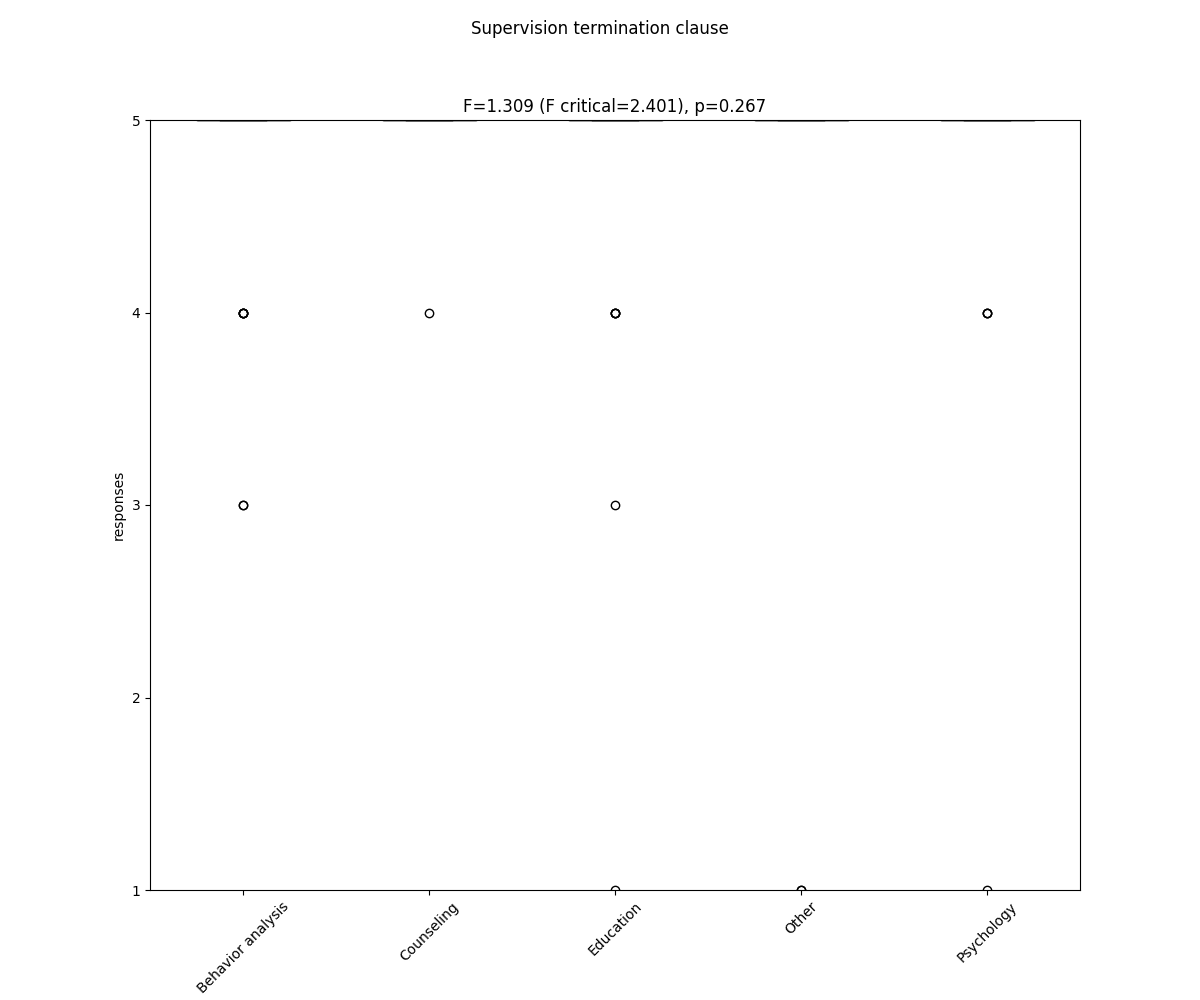 Supervision termination clause
F=1.309 (F critical=2.401), p=0.267
5
4
3
2
1
responses
Behavior analysis
Counseling
Education
Other
Psychology